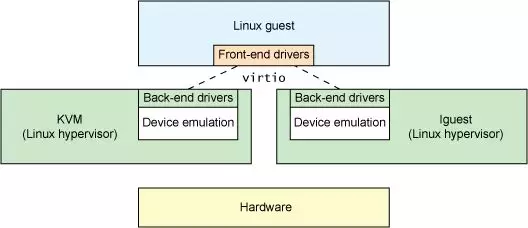 Linux guest
Front-end drivers
virtio
Back-end drivers
Device emulation
KVM
(Linux hypervisor)
Back-end drivers
Device emulation
Iguest
(Linux hypervisor)
Hardware